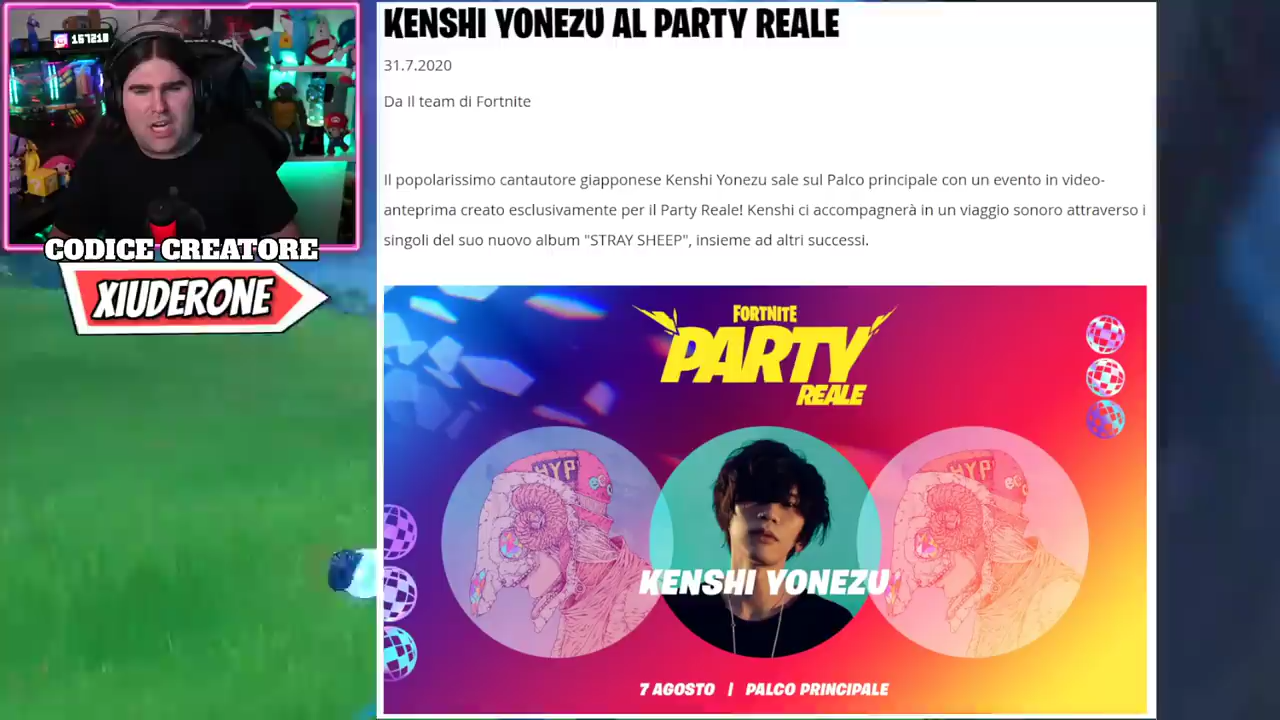 157218
CODICE CREATORE
XIUDERONE
KENSHI YONEZU AL PARTY REALE
31.7.2020
Da Il team di Fortnite
Il popolarissimo cantautore giapponese Kenshi Yonezu sale sul Palco principale con un evento in video-
anteprima creato esclusivamente per il Party Reale! Kenshi ci accompagnerà in un viaggio sonoro attraverso i
singoli del suo nuovo album "STRAY SHEEP", insieme ad altri successi.
FORTNITE
PARTY
REALE
HYP
HYP
KENSHI YONEZU
7 AGOSTO | PALCO PRINCIPALE